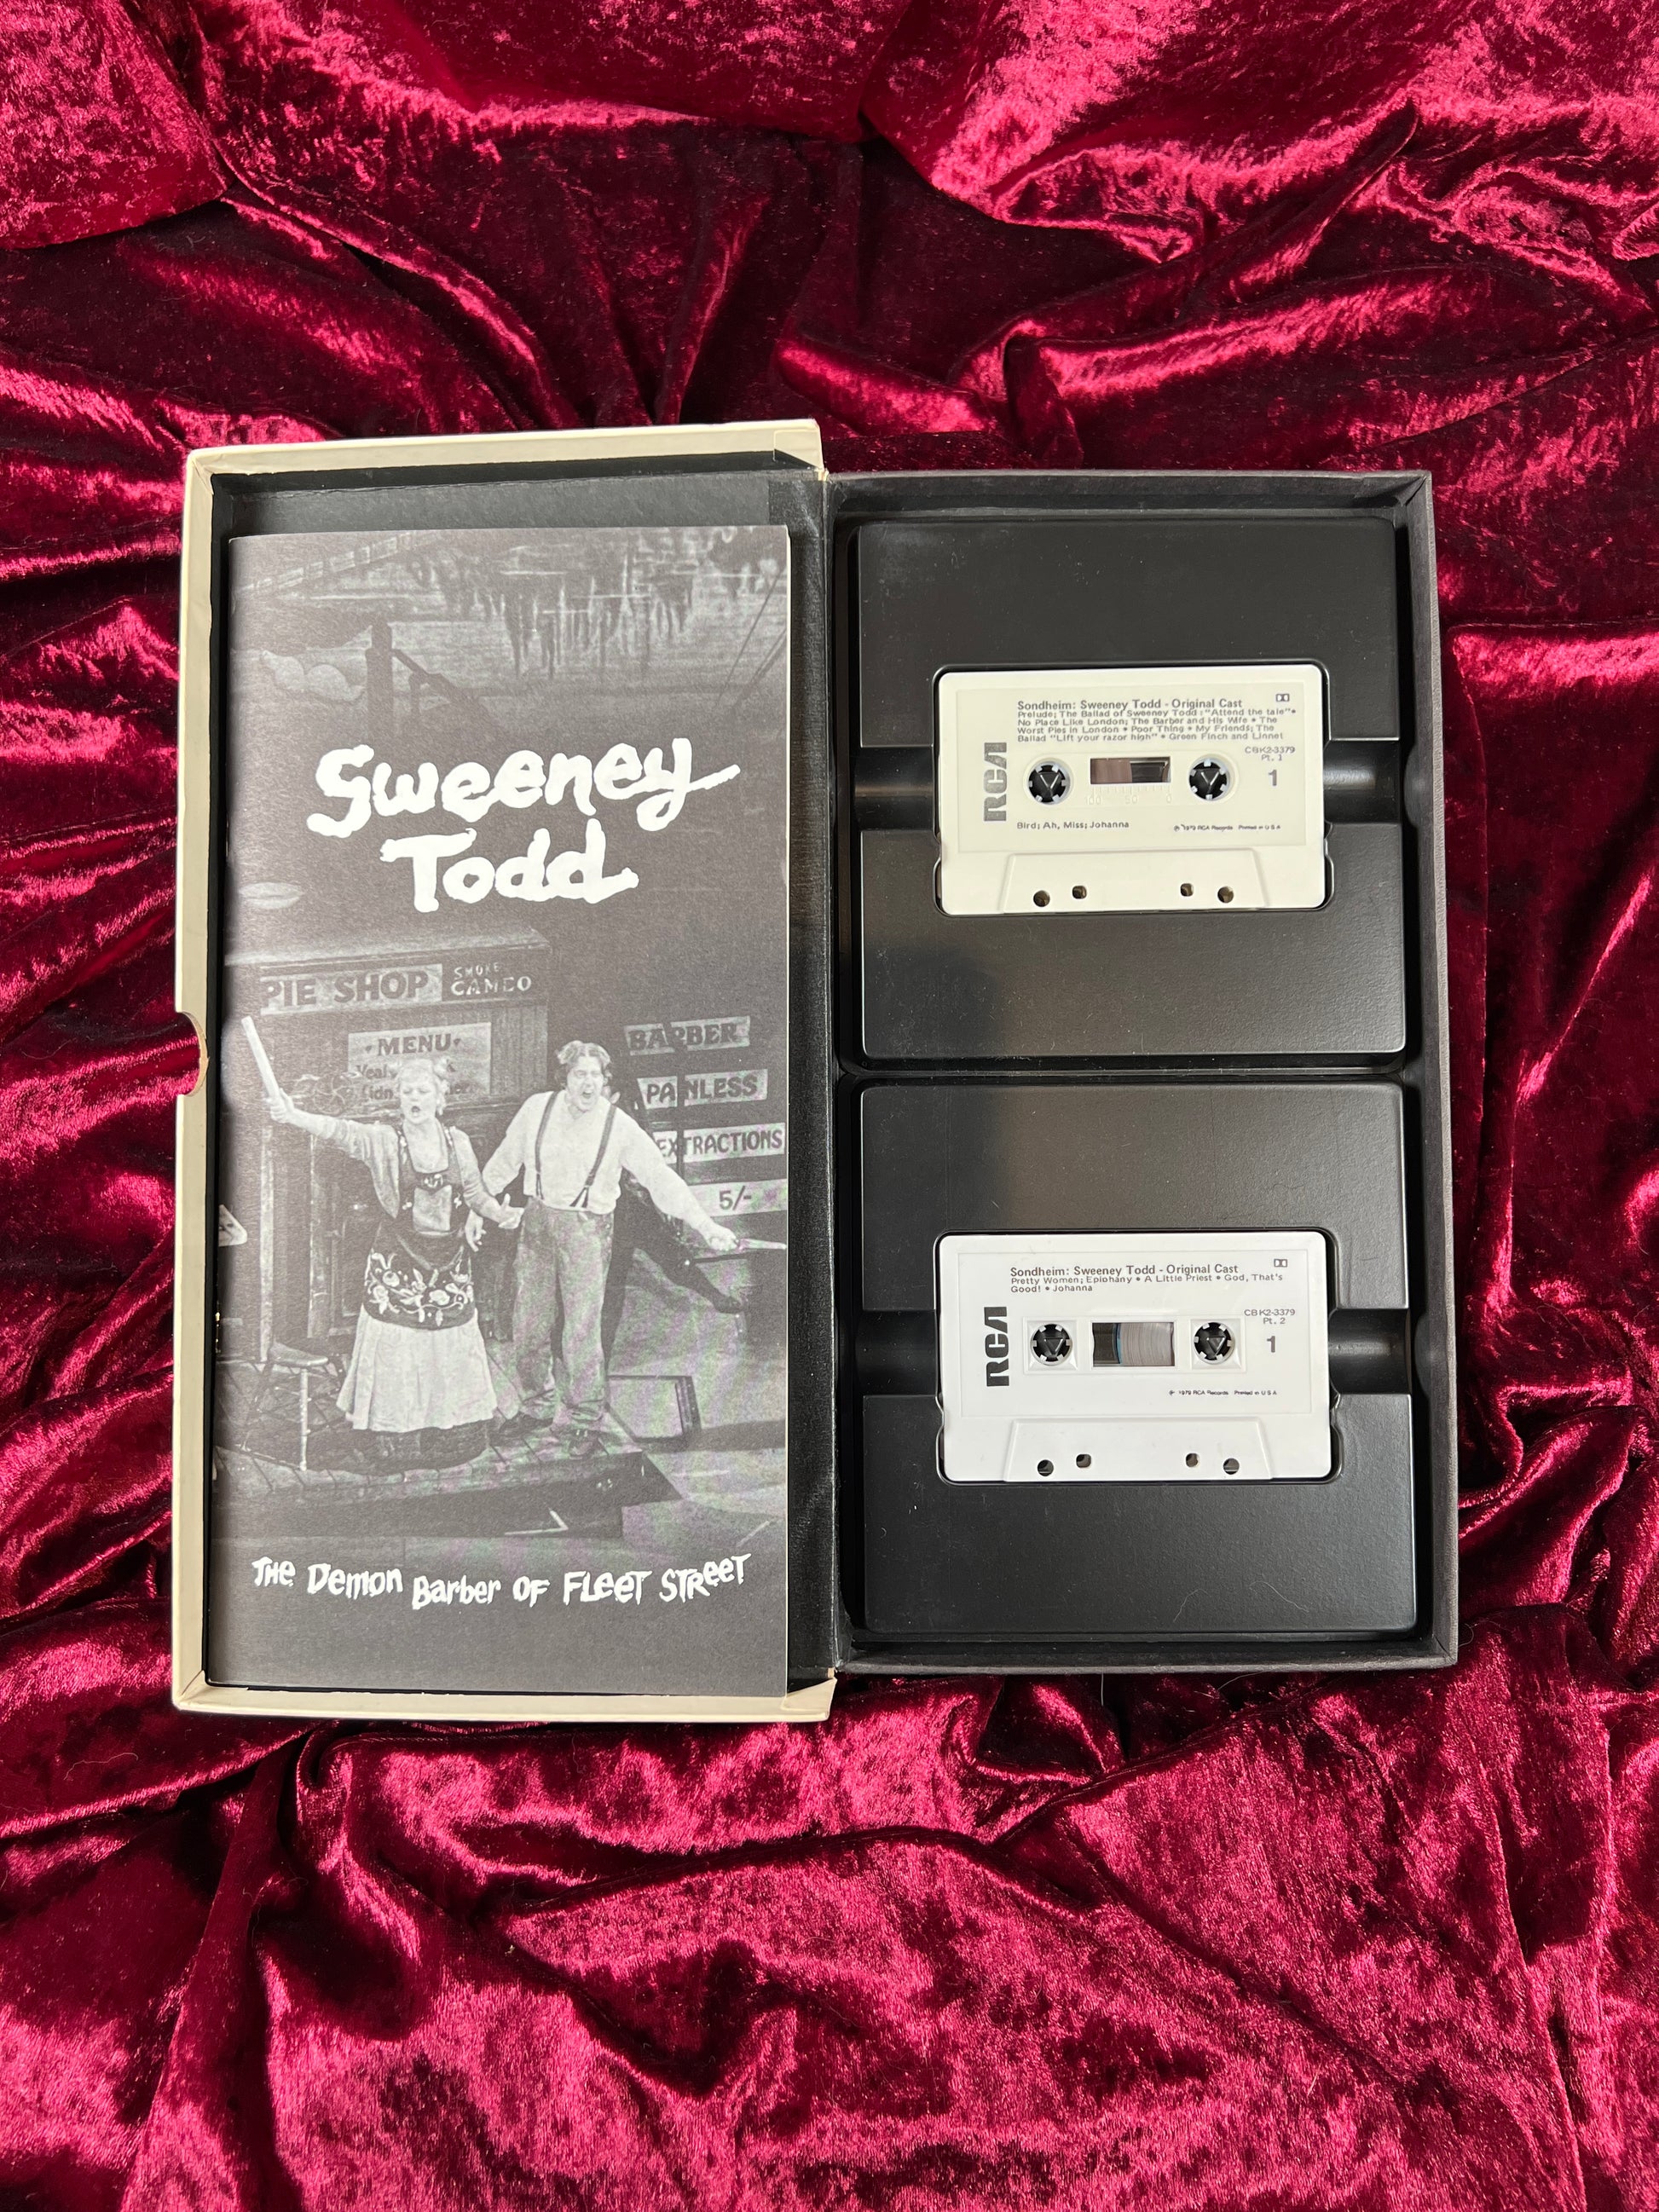 Sweeney
Todd
PIE SHOP
SMOKE
CAMEO
MENU
BARBER
PAINLESS
EXTRACTIONS
5/-
THE Demon Barber OF FLEET STREET
Sondheim: Sweeney Todd - Original Cast
Prelude; The Ballad of Sweeney Todd: "Attend the tale" •
No Place Like London; The Barber and His Wife • The
Worst Pies in London • Poor Thing • My Friends; The
Ballad "Lift your razor high" • Green Finch and Linnet
CBK2-3379
Pt. 1
1
RCA
Bird; Ah, Miss; Johanna
℗ 1979 RCA Records Printed in U.S.A.
Sondheim: Sweeney Todd - Original Cast
Pretty Women; Epiphany • A Little Priest • God, That's
Good! • Johanna
CBK2-3379
Pt. 2
1
RCA
℗ 1979 RCA Records Printed in U.S.A.